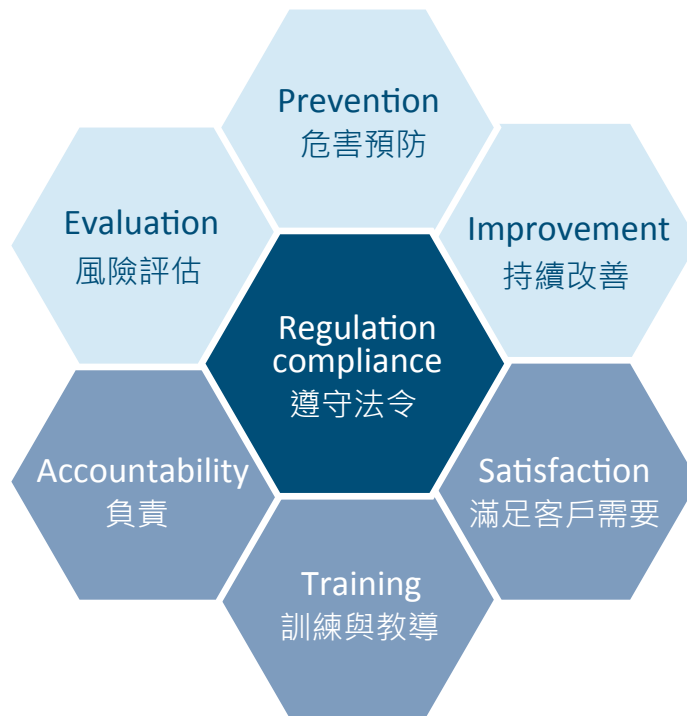 Prevention
危害預防
Evaluation
風險評估
Improvement
持續改善
Regulation
compliance
遵守法令
Accountability
負責
Satisfaction
滿足客戶需要
Training
訓練與教導